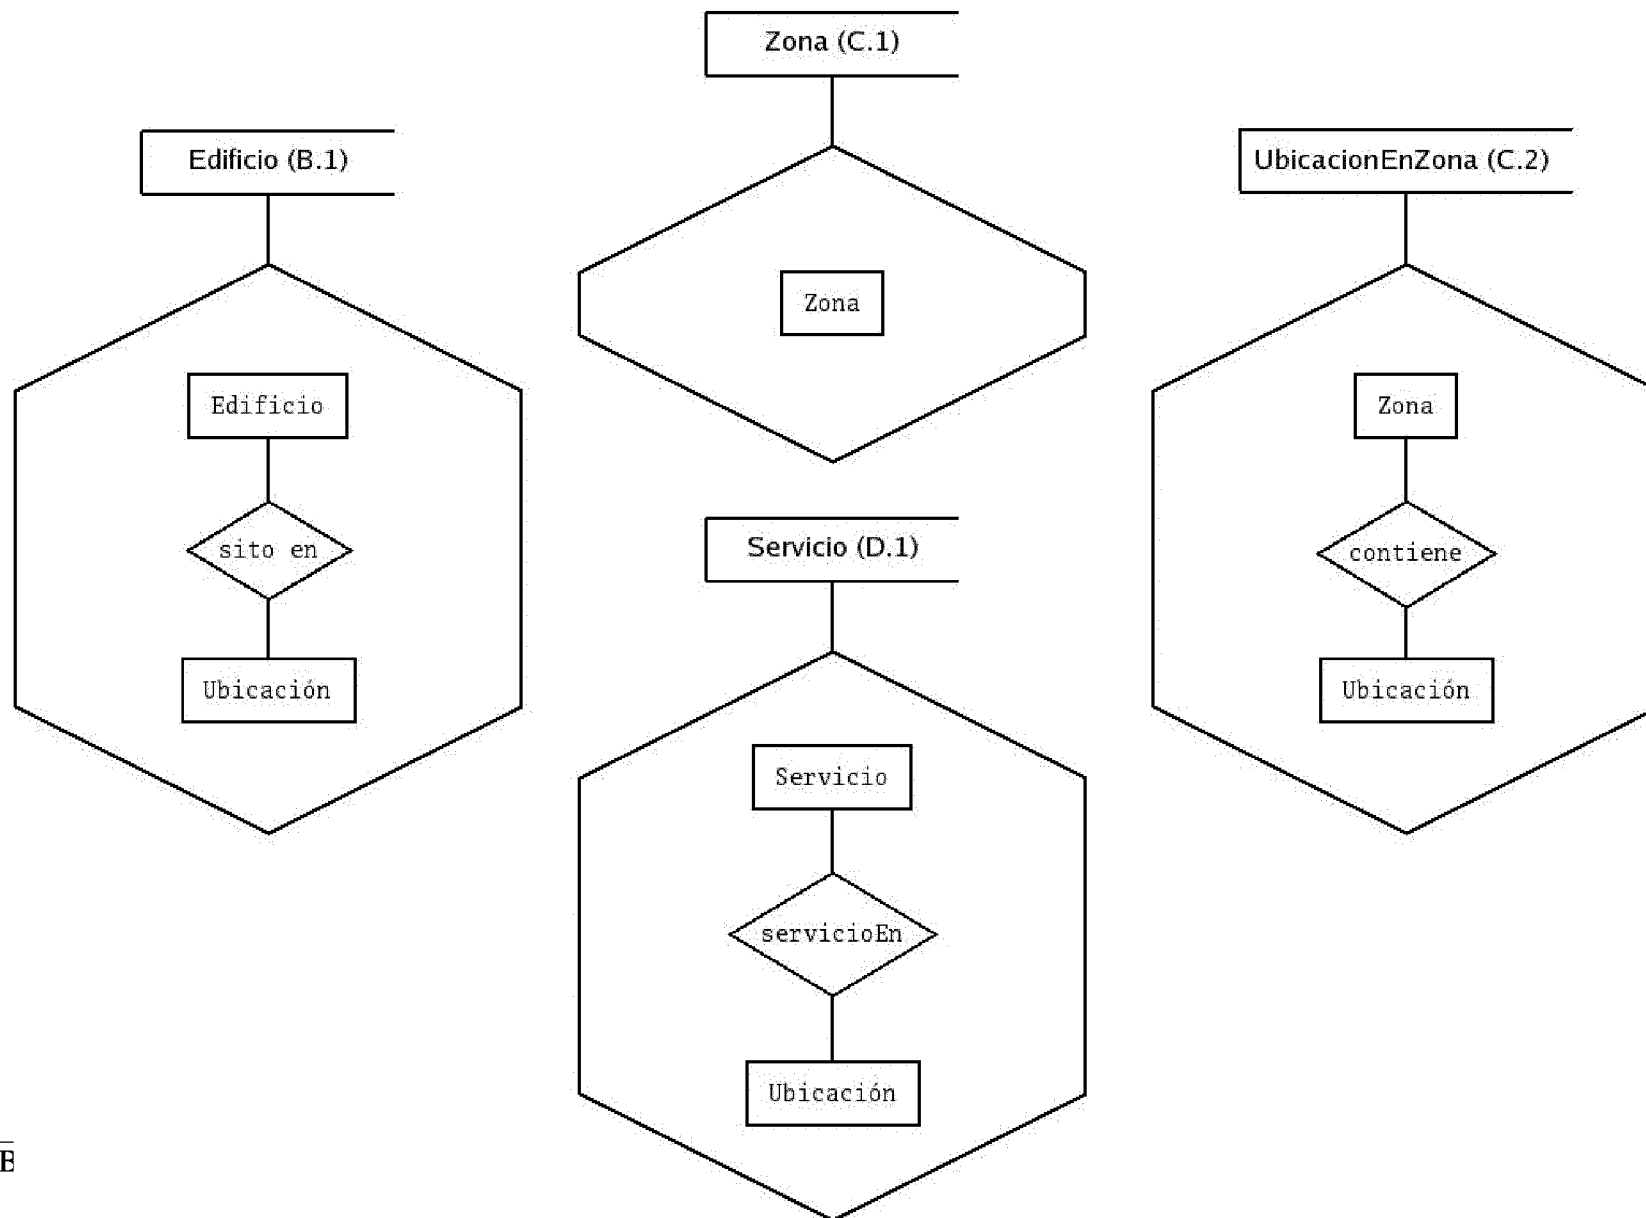 Zona (C.1)
Zona
Edificio (B.1)
Edificio
sito en
Ubicación
UbicacionEnZona (C.2)
Zona
contiene
Ubicación
Servicio (D.1)
Servicio
servicioEn
Ubicación